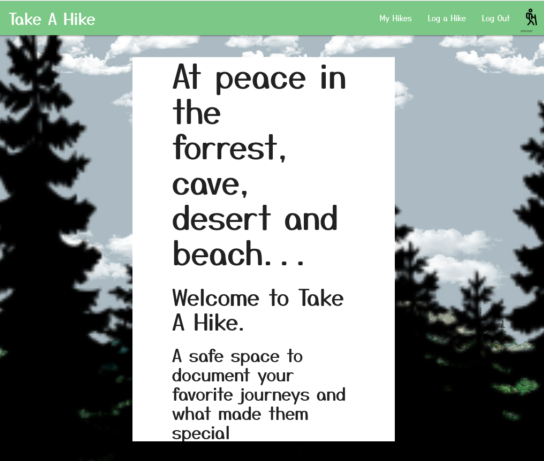 Take A Hike
My Hikes
Log a Hike
Log Out
At peace in
the
forrest,
cave,
desert and
beach...
Welcome to Take
A Hike.
A safe space to
document your
favorite journeys and
what made them
special